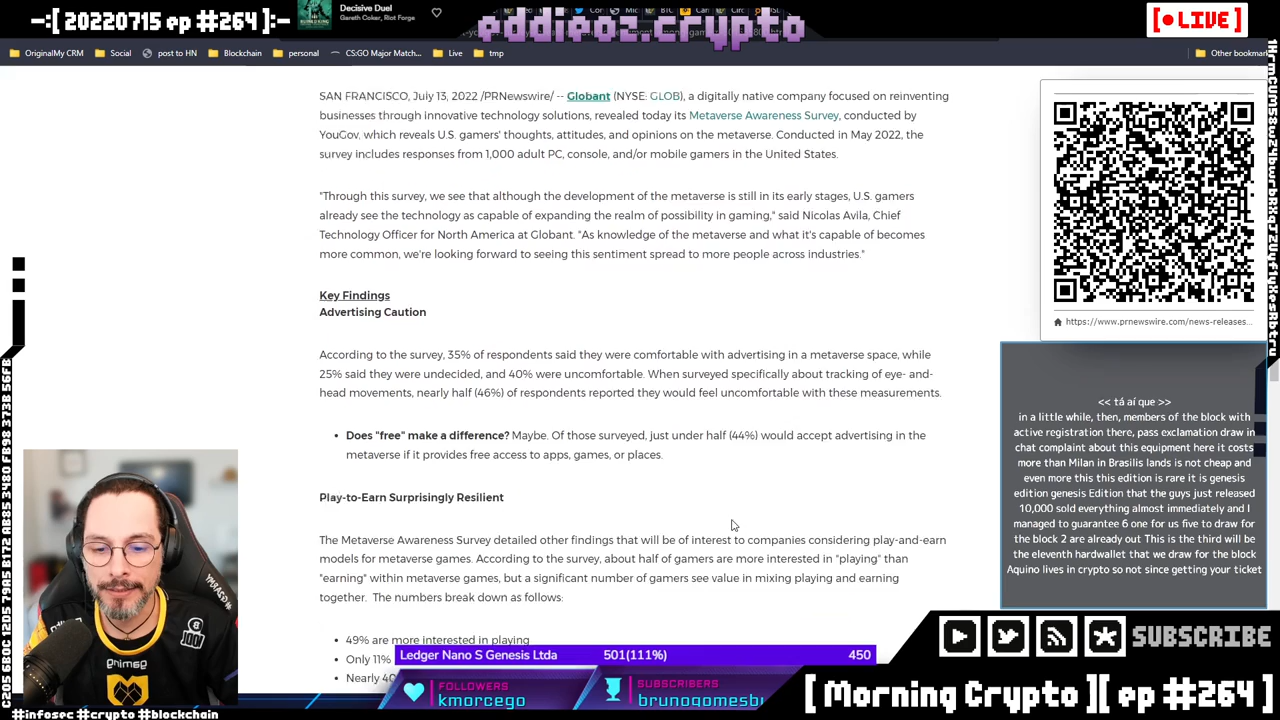 -:[ 20220715 ep #264 ]:-
Decisive Duel
Gareth Coker, Riot Forge
eddieoz.crypto
[ LIVE ]
OriginalMy CRM
Social
post to HN
Blockchain
personal
CS:GO Major Match...
Live
tmp
Other bookmar
SAN FRANCISCO, July 13, 2022 /PRNewswire/ -- Globant (NYSE: GLOB), a digitally native company focused on reinventing
businesses through innovative technology solutions, revealed today its Metaverse Awareness Survey, conducted by
YouGov, which reveals U.S. gamers' thoughts, attitudes, and opinions on the metaverse. Conducted in May 2022, the
survey includes responses from 1,000 adult PC, console, and/or mobile gamers in the United States.
"Through this survey, we see that although the development of the metaverse is still in its early stages, U.S. gamers
already see the technology as capable of expanding the realm of possibility in gaming," said Nicolas Avila, Chief
Technology Officer for North America at Globant. "As knowledge of the metaverse and what it's capable of becomes
more common, we're looking forward to seeing this sentiment spread to more people across industries."
Key Findings
Advertising Caution
According to the survey, 35% of respondents said they were comfortable with advertising in a metaverse space, while
25% said they were undecided, and 40% were uncomfortable. When surveyed specifically about tracking of eye- and-
head movements, nearly half (46%) of respondents reported they would feel uncomfortable with these measurements.
• Does "free" make a difference? Maybe. Of those surveyed, just under half (44%) would accept advertising in the
metaverse if it provides free access to apps, games, or places.
Play-to-Earn Surprisingly Resilient
The Metaverse Awareness Survey detailed other findings that will be of interest to companies considering play-and-earn
models for metaverse games. According to the survey, about half of gamers are more interested in "playing" than
"earning" within metaverse games, but a significant number of gamers see value in mixing playing and earning
together. The numbers break down as follows:
• 49% are more interested in playing
• Only 11%
• Nearly 40
https://www.prnewswire.com/news-releases...
<< tá aí que >>
in a little while, then, members of the block with
active registration there, pass exclamation draw in
chat complaint about this equipment here it costs
more than Milan in Brasilis lands is not cheap and
even more this this edition is rare it is genesis
edition genesis Edition that the guys just released
10,000 sold everything almost immediately and I
managed to guarantee 6 one for us five to draw for
the block 2 are already out This is the third will be
the eleventh hardwallet that we draw for the block
Aquino lives in crypto so not since getting your ticket
Ledger Nano S Genesis Ltda 501(111%) 450
FOLLOWERS
kmorcego
SUBSCRIBERS
brunogomesbu
SUBSCRIBE
[ Morning Crypto ][ ep #264 ]
#infosec #crypto #blockchain